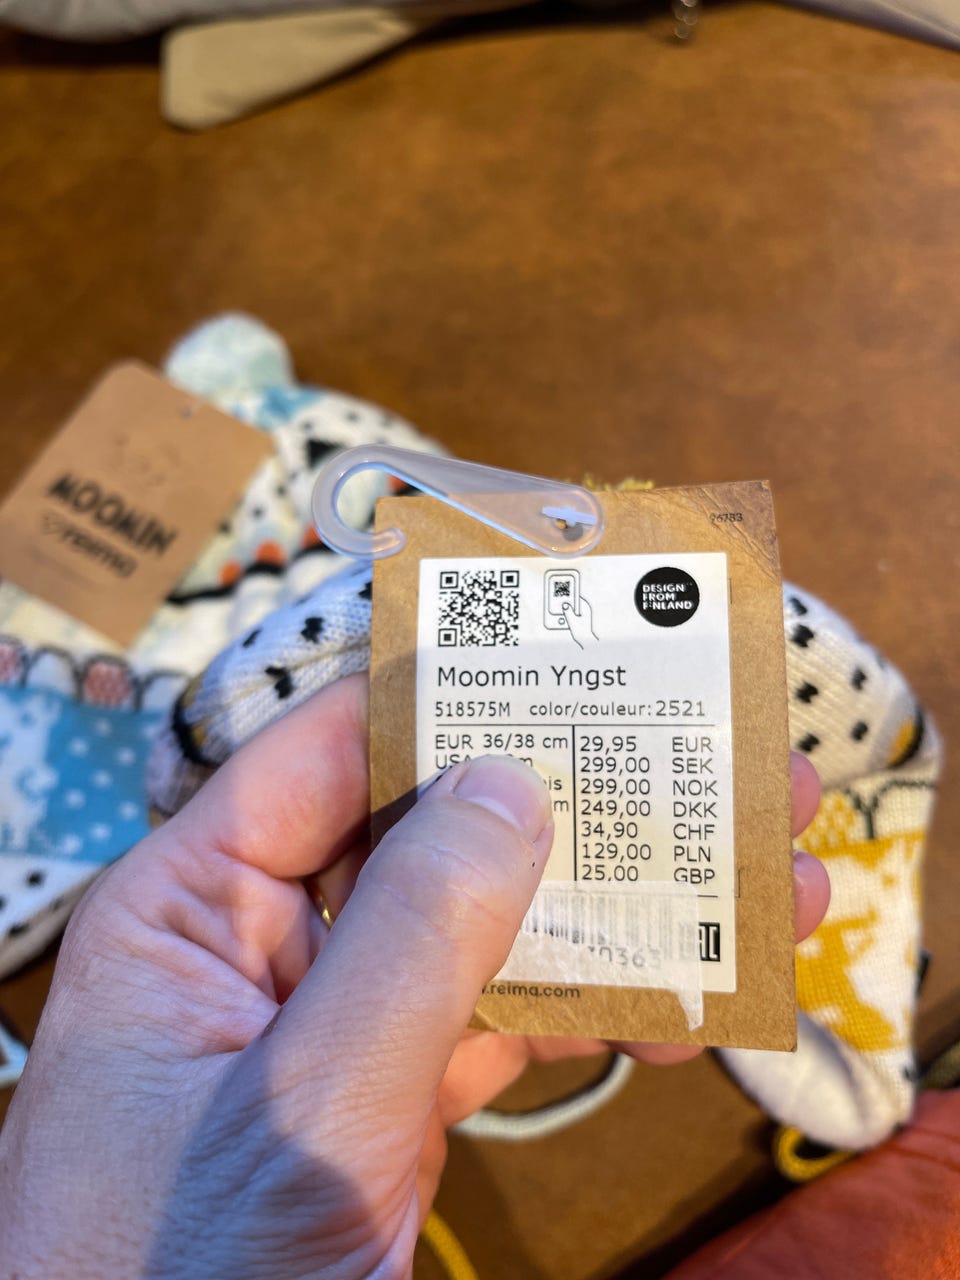 MOOMIN
reima
96783
DESIGN
FROM
FINLAND
Moomin Yngst
518575M color/couleur: 2521
EUR 36/38 cm 29,95 EUR
USA 299,00 SEK
299,00 NOK
249,00 DKK
34,90 CHF
129,00 PLN
25,00 GBP
.reima.com